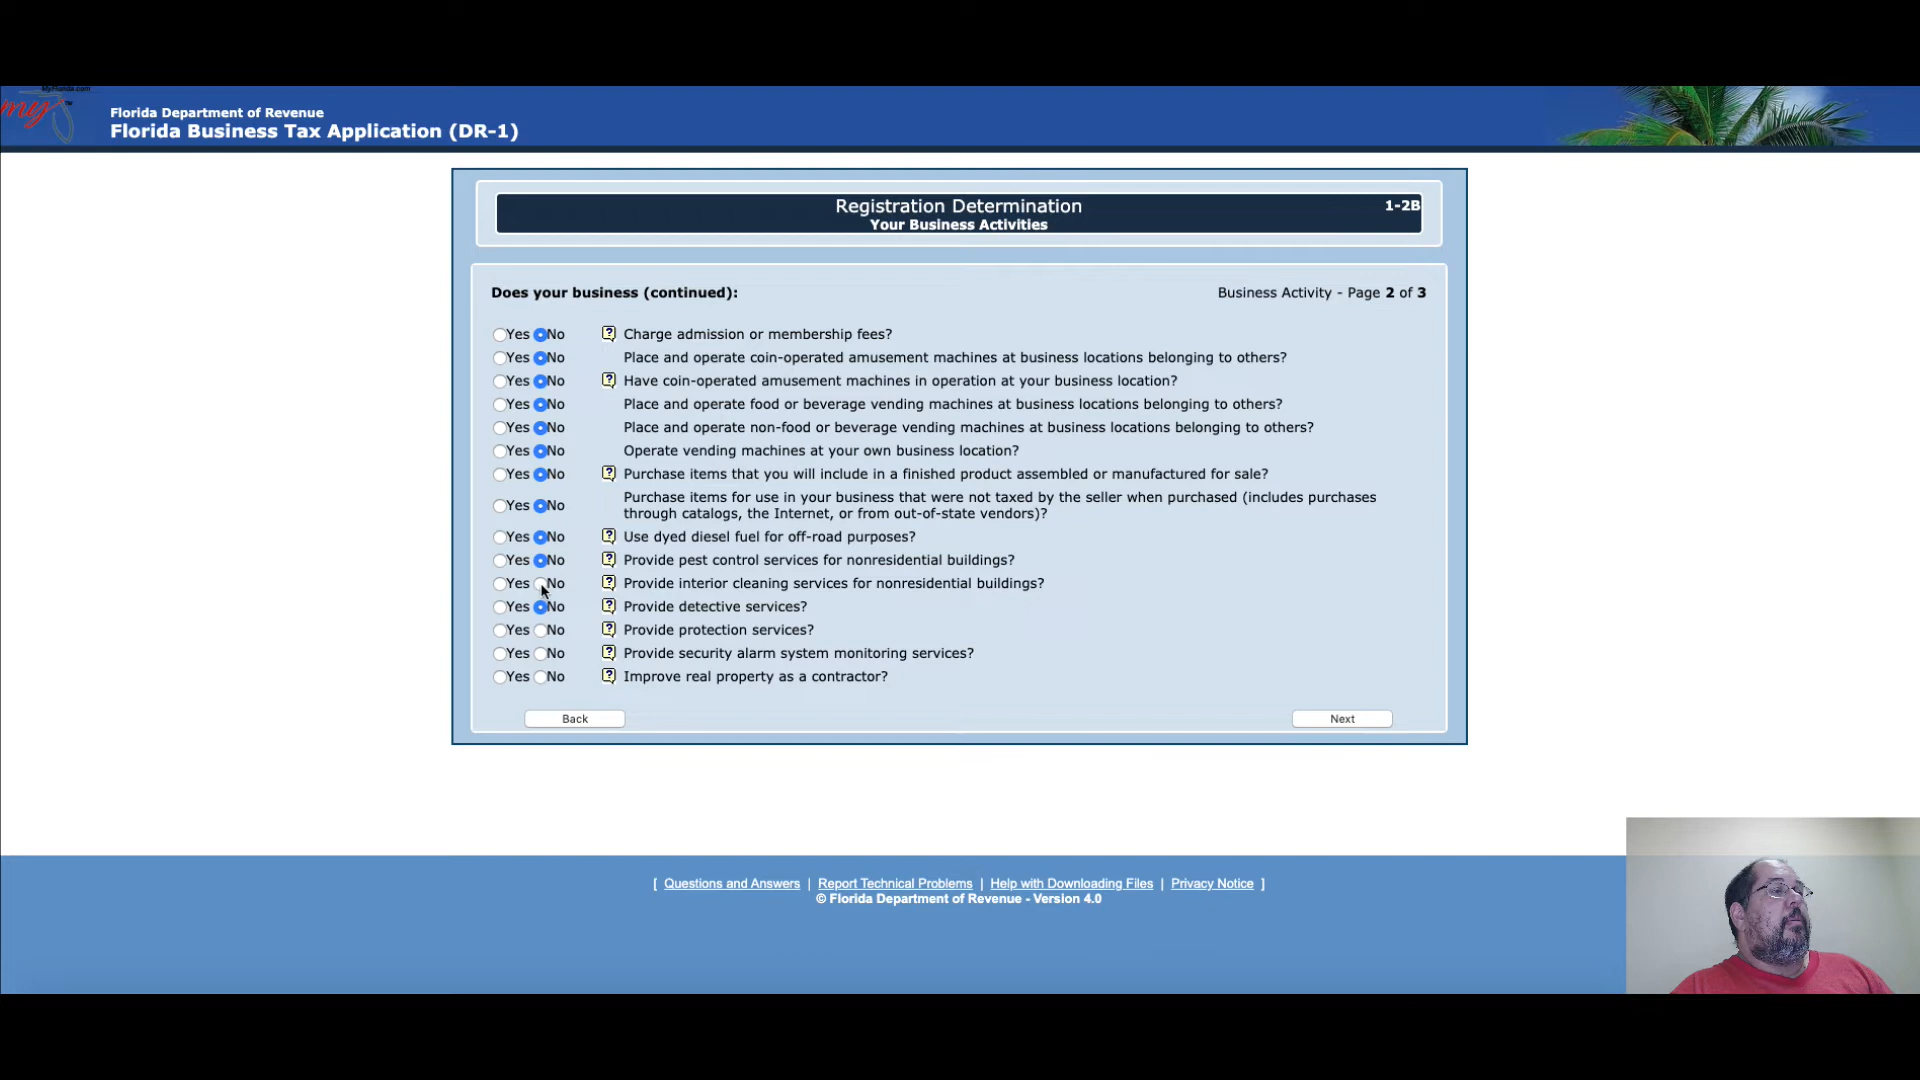 MyFlorida.com
my
Florida Department of Revenue
Florida Business Tax Application (DR-1)
Registration Determination
1-2B
Your Business Activities
Does your business (continued):
Business Activity - Page 2 of 3
Yes No ? Charge admission or membership fees?
Yes No Place and operate coin-operated amusement machines at business locations belonging to others?
Yes No ? Have coin-operated amusement machines in operation at your business location?
Yes No Place and operate food or beverage vending machines at business locations belonging to others?
Yes No Place and operate non-food or beverage vending machines at business locations belonging to others?
Yes No Operate vending machines at your own business location?
Yes No ? Purchase items that you will include in a finished product assembled or manufactured for sale?
Yes No Purchase items for use in your business that were not taxed by the seller when purchased (includes purchases
through catalogs, the Internet, or from out-of-state vendors)?
Yes No ? Use dyed diesel fuel for off-road purposes?
Yes No ? Provide pest control services for nonresidential buildings?
Yes No ? Provide interior cleaning services for nonresidential buildings?
Yes No ? Provide detective services?
Yes No ? Provide protection services?
Yes No ? Provide security alarm system monitoring services?
Yes No ? Improve real property as a contractor?
Back
Next
[ Questions and Answers | Report Technical Problems | Help with Downloading Files | Privacy Notice ]
© Florida Department of Revenue - Version 4.0